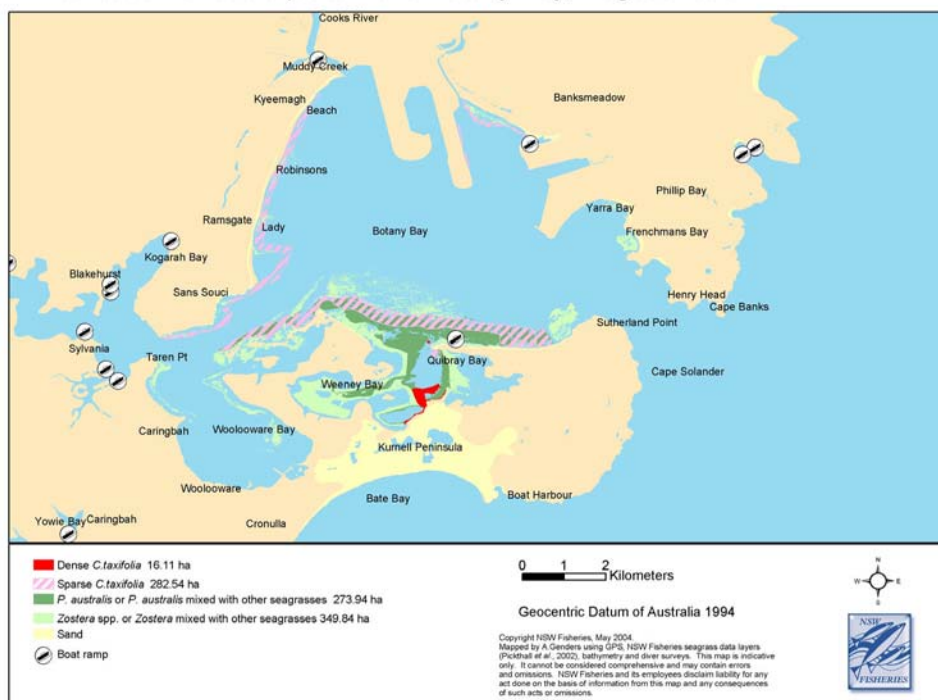 Cooks River
Muddy Creek
Kyeemagh
Beach
Banksmeadow
Robinsons
Phillip Bay
Ramsgate
Lady
Botany Bay
Yarra Bay
Frenchmans Bay
Kogarah Bay
Blakehurst
Sans Souci
Henry Head
Cape Banks
Sutherland Point
Sylvania
Taren Pt
Quibray Bay
Cape Solander
Weeney Bay
Caringbah
Woolooware Bay
Kurnell Peninsula
Woolooware
Bate Bay
Boat Harbour
Yowie Bay
Caringbah
Cronulla
Dense C.taxifolia 16.11 ha
Sparse C.taxifolia 282.54 ha
P. australis or P. australis mixed with other seagrasses 273.94 ha
Zostera spp. or Zostera mixed with other seagrasses 349.84 ha
Sand
Boat ramp
0 1 2
Kilometers
Geocentric Datum of Australia 1994
Copyright NSW Fisheries, May 2004.
Mapped by A.Genders using GPS, NSW Fisheries seagrass data layers
(Pickthall et al., 2002), bathymetry and diver surveys. This map is indicative
only. It cannot be considered comprehensive and may contain errors
and omissions. NSW Fisheries and its employees disclaim liability for any
act done on the basis of information from this map and any consequences
of such acts or omissions.
N
W E
S
NSW
FISHERIES